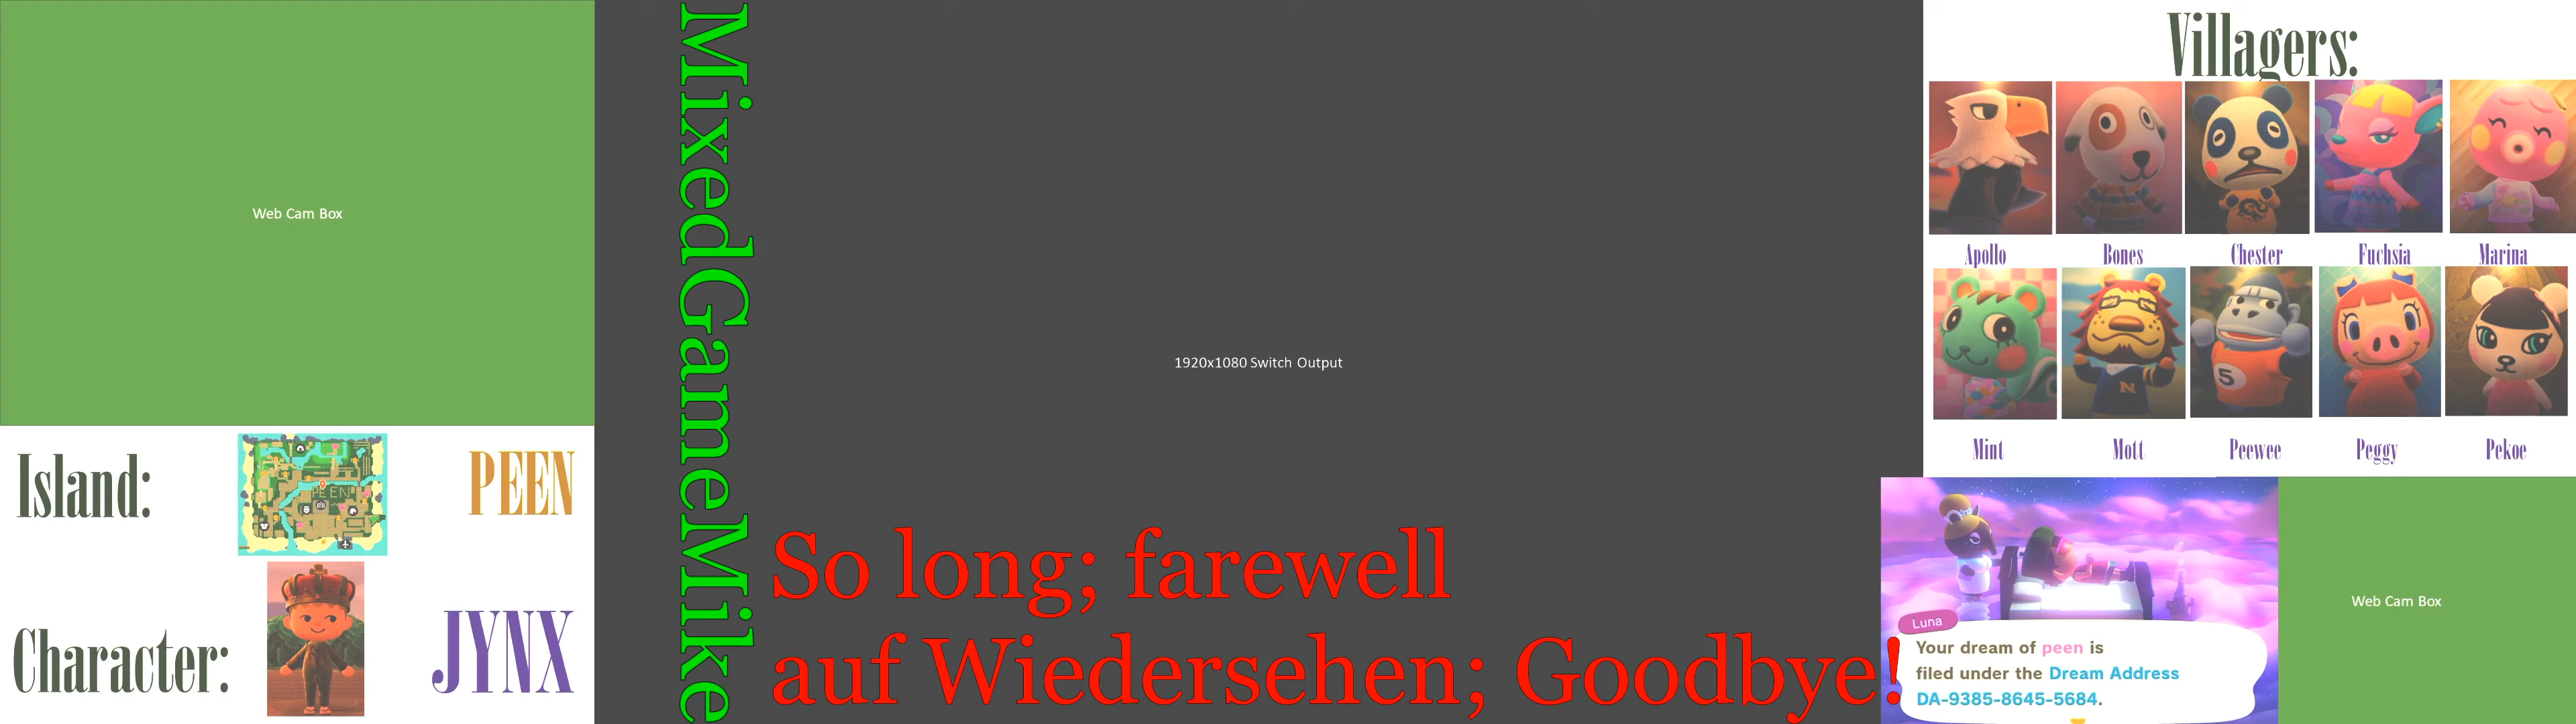 Web Cam Box
Island:
PEEN
PEEN
Character:
JYNX
MixedGameMike
1920x1080 Switch Output
So long; farewell
auf Wiedersehen; Goodbye!
Villagers:
Apollo Bones Chester Fuchsia Marina
N
5
Mint Mott Peewee Peggy Pekoe
Luna
Your dream of peen is
filed under the Dream Address
DA-9385-8645-5684.
Web Cam Box